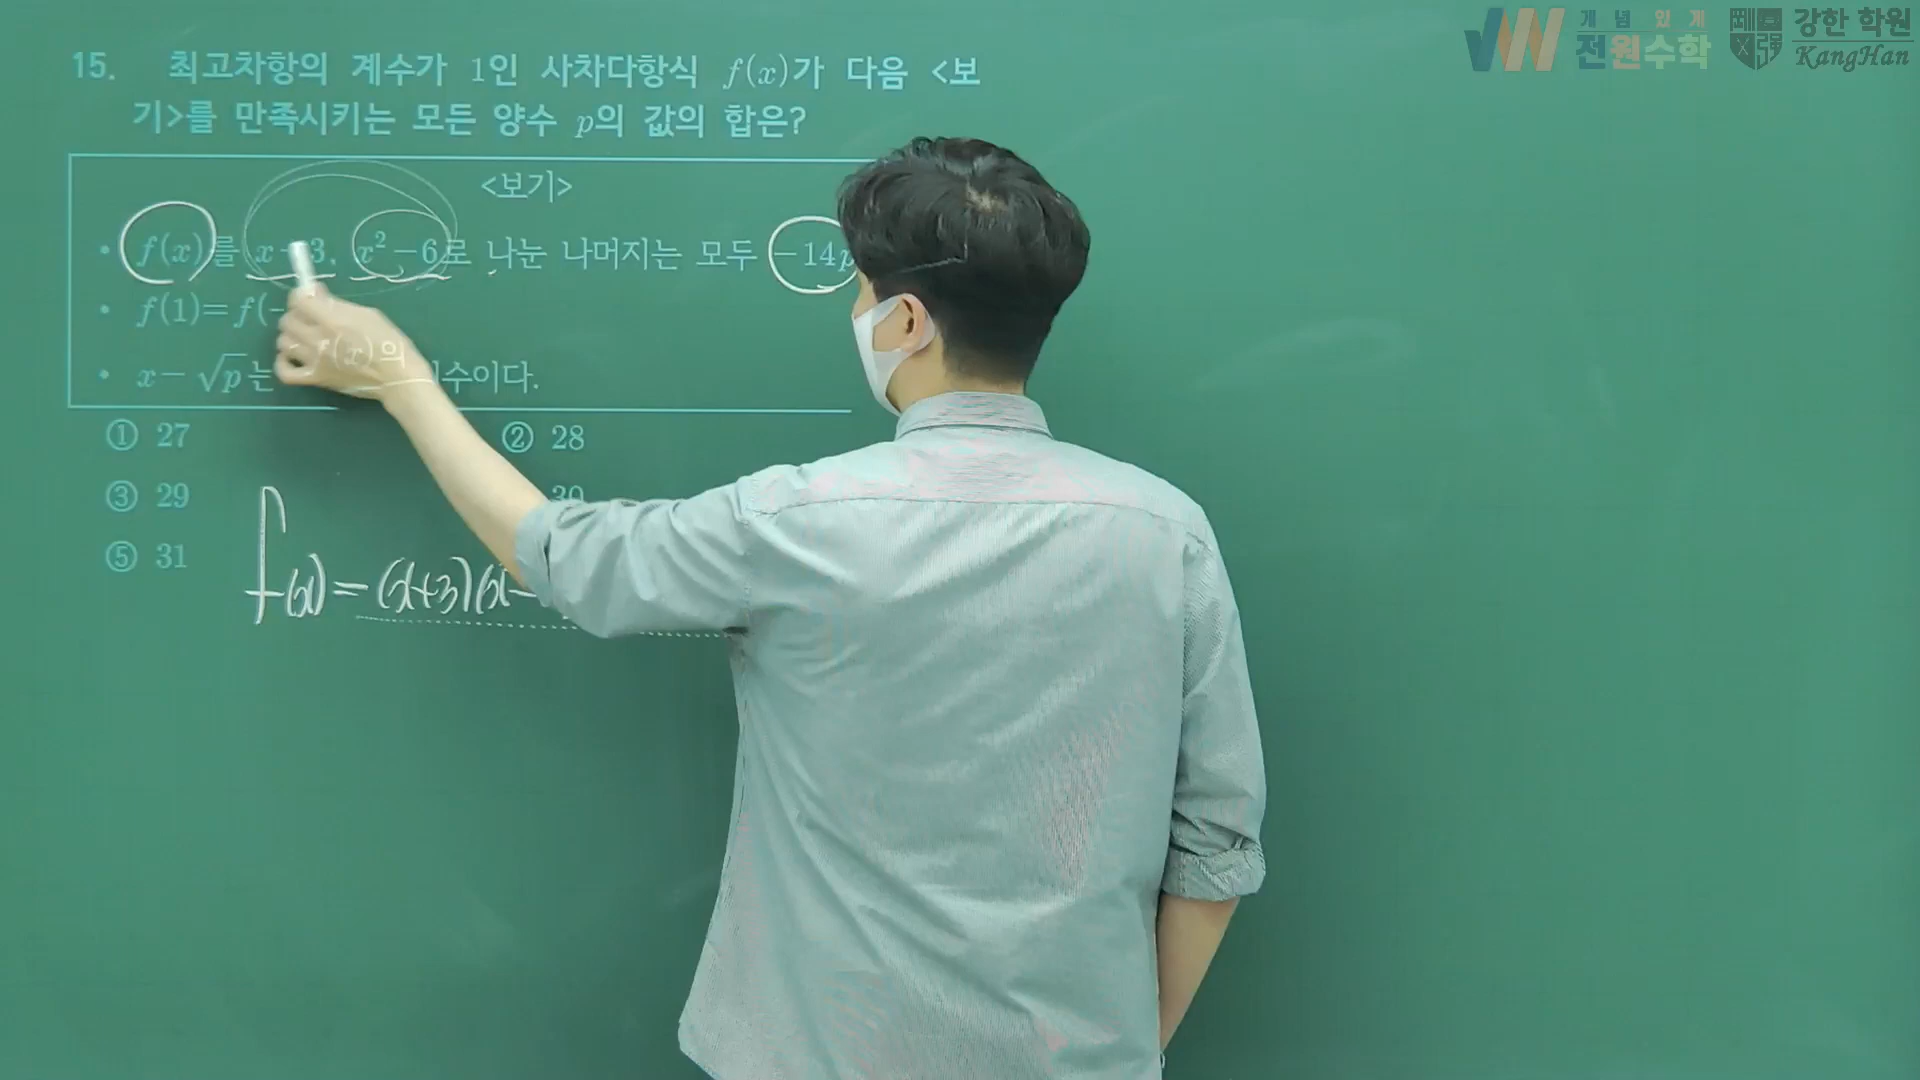 개념있게
전원수학
강한 학원
KangHan
15. 최고차항의 계수가 1인 사차다항식 f(x)가 다음 <보
기>를 만족시키는 모든 양수 p의 값의 합은?
<보기>
• f(x)를 x 3, x²-6로 나눈 나머지는 모두 -14p
• f(1)=f(-
• x-√p는 f(x)의 수이다.
① 27 ② 28
③ 29 30
⑤ 31
f(x)=(x+3)(x-